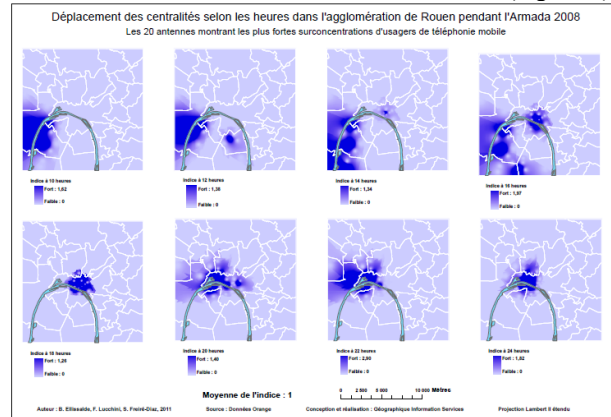 Déplacement des centralités selon les heures dans l'agglomération de Rouen pendant l'Armada 2008
Les 20 antennes montrant les plus fortes surconcentrations d'usagers de téléphonie mobile
Indice à 10 heures
Fort : 1,62
Faible : 0
Indice à 12 heures
Fort : 1,38
Faible : 0
Indice à 14 heures
Fort : 1,34
Faible : 0
Indice à 16 heures
Fort : 1,97
Faible : 0
Indice à 18 heures
Fort : 1,28
Faible : 0
Indice à 20 heures
Fort : 1,40
Faible : 0
Indice à 22 heures
Fort : 2,90
Faible : 0
Indice à 24 heures
Fort : 1,82
Faible : 0
Moyenne de l'indice : 1
0 2 500 5 000 10 000 Mètres
Auteur : B. Elissalde, F. Lucchini, S. Freiré-Diaz, 2011
Source : Données Orange
Conception et réalisation : Géographique Information Services
Projection Lambert II étendu